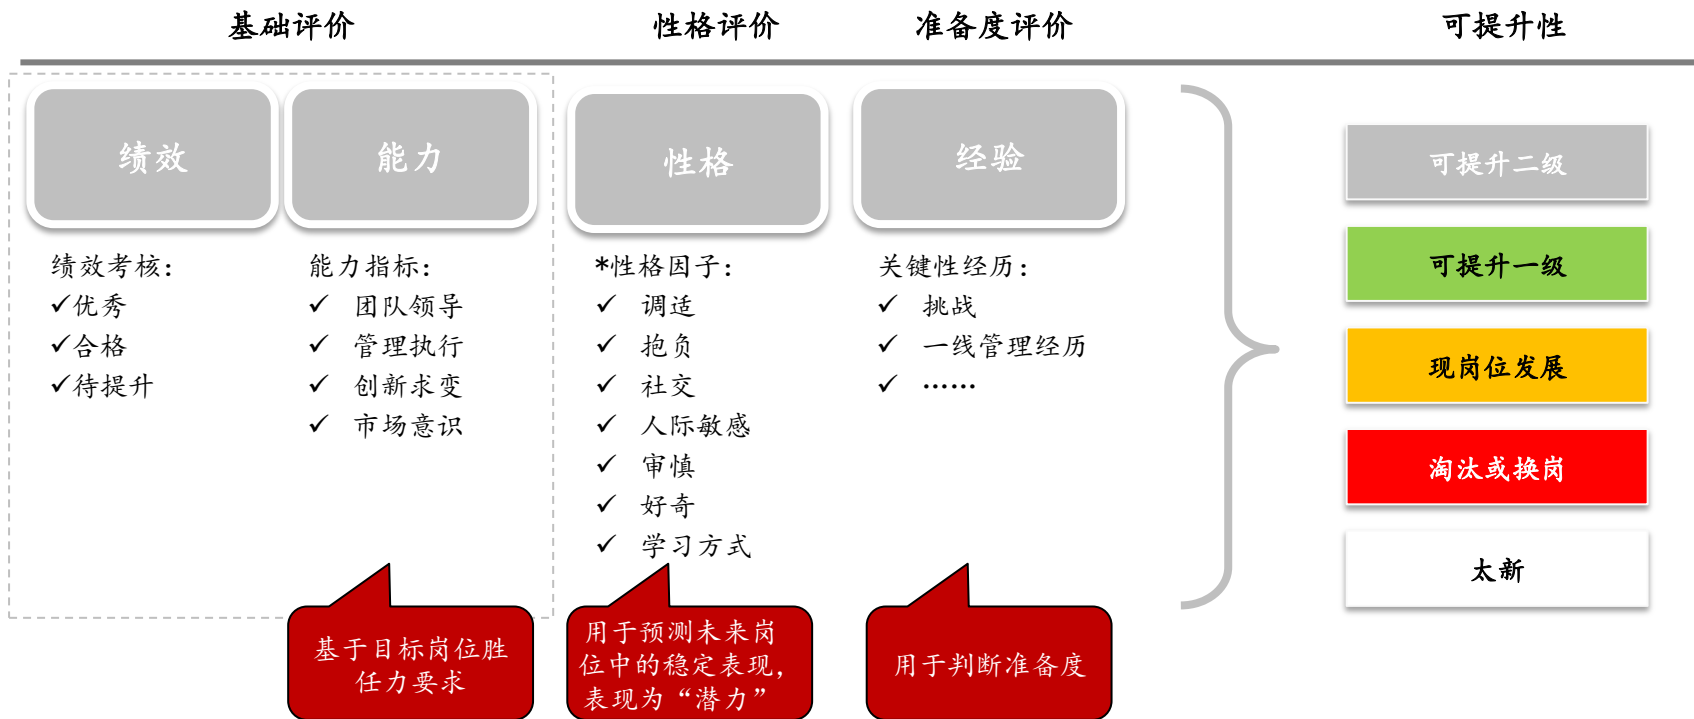 基础评价
性格评价
准备度评价
可提升性
绩效
能力
性格
经验
绩效考核：
✓优秀
✓合格
✓待提升
能力指标：
✓ 团队领导
✓ 管理执行
✓ 创新求变
✓ 市场意识
*性格因子：
✓ 调适
✓ 抱负
✓ 社交
✓ 人际敏感
✓ 审慎
✓ 好奇
✓ 学习方式
关键性经历：
✓ 挑战
✓ 一线管理经历
✓ ……
基于目标岗位胜
任力要求
用于预测未来岗
位中的稳定表现，
表现为“潜力”
用于判断准备度
可提升二级
可提升一级
现岗位发展
淘汰或换岗
太新